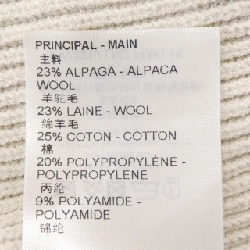 PRINCIPAL - MAIN
主料
23% ALPAGA - ALPACA
WOOL
羊驼毛
23% LAINE - WOOL
绵羊毛
25% COTON - COTTON
棉
20% POLYPROPYLÈNE -
POLYPROPYLENE
丙纶
9% POLYAMIDE -
POLYAMIDE
锦纶